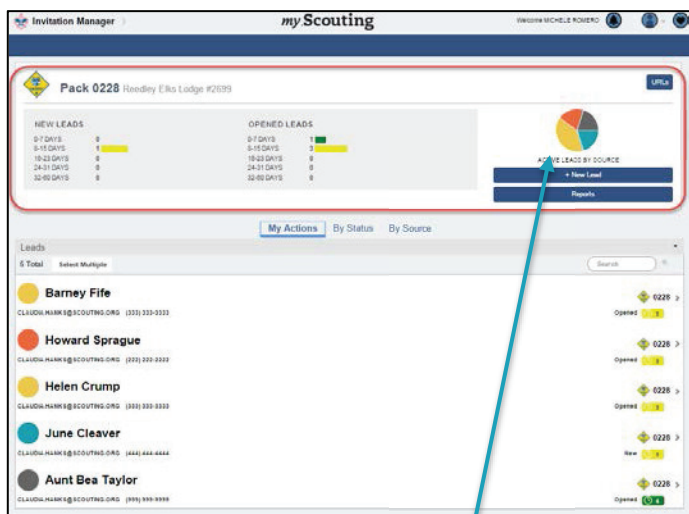 Invitation Manager
my Scouting
Welcome MICHELE ROMERO
Pack 0228 Reedley Elks Lodge #2699
URLs
NEW LEADS
0-7 DAYS 0
8-15 DAYS 1
16-23 DAYS 0
24-31 DAYS 0
32-60 DAYS 0
OPENED LEADS
0-7 DAYS 1
8-15 DAYS 3
16-23 DAYS 0
24-31 DAYS 0
32-60 DAYS 0
ACTIVE LEADS BY SOURCE
+ New Lead
Reports
My Actions By Status By Source
Leads
5 Total Select Multiple Search
Barney Fife 0228
CLAUDIA.HANKS@SCOUTING.ORG (333) 333-3333 Opened
Howard Sprague 0228
CLAUDIA.HANKS@SCOUTING.ORG (222) 222-2222 Opened
Helen Crump 0228
CLAUDIA.HANKS@SCOUTING.ORG (333) 333-3333 Opened
June Cleaver 0228
CLAUDIA.HANKS@SCOUTING.ORG (444) 444-4444 New
Aunt Bea Taylor 0228
CLAUDIA.HANKS@SCOUTING.ORG Opened